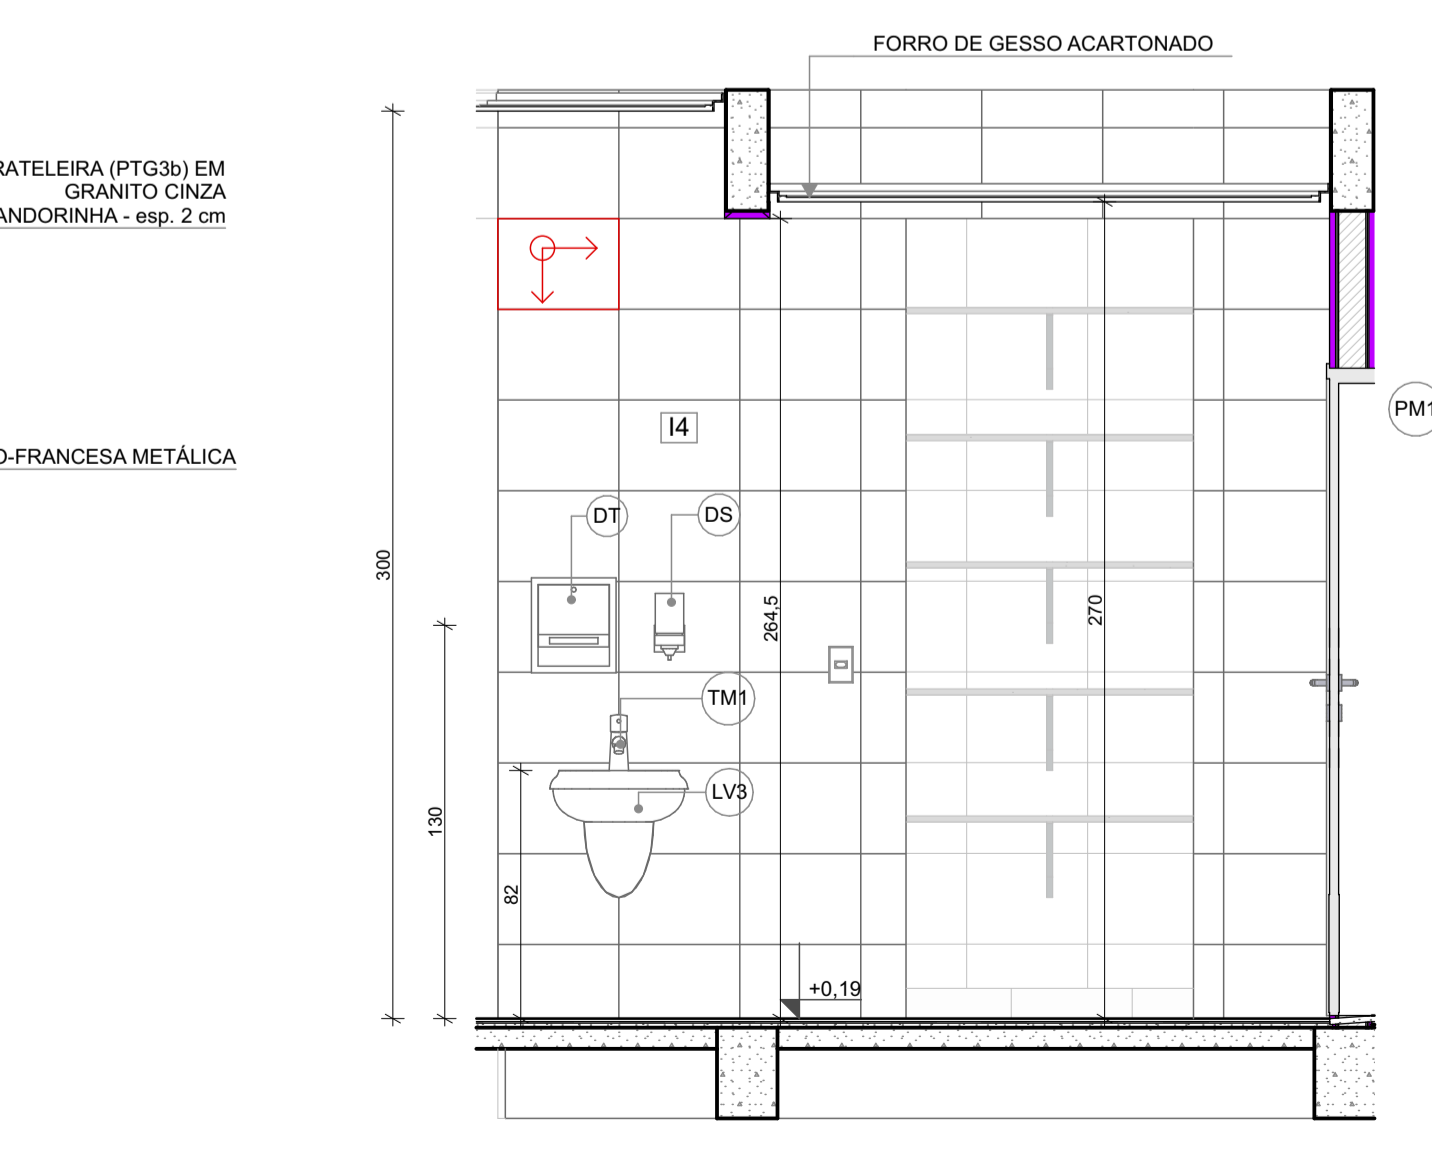 FORRO DE GESSO ACARTONADO
RATELEIRA (PTG3b) EM
GRANITO CINZA
ANDORINHA - esp. 2 cm
PM1
I4
O-FRANCESA METÁLICA
DT
DS
300
264,5
270
TM1
LV3
130
82
+0,19